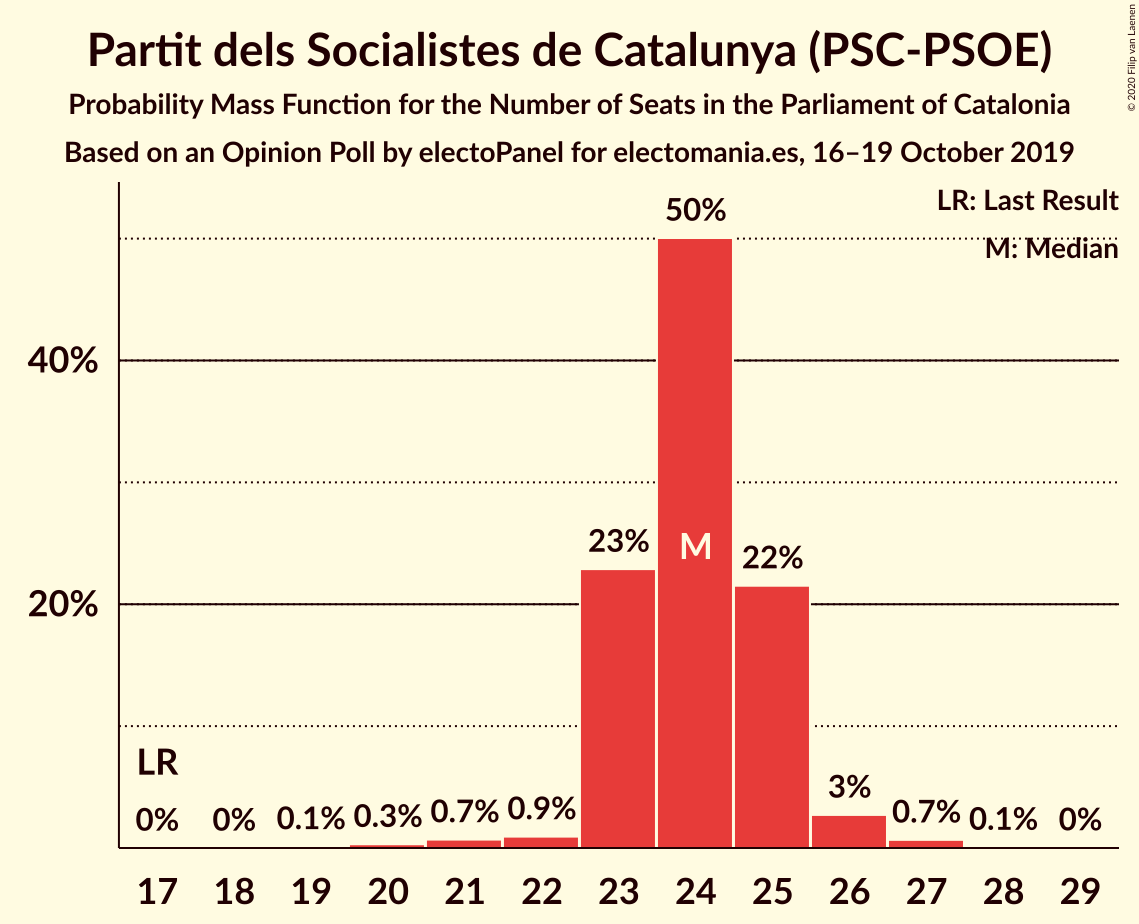 Partit dels Socialistes de Catalunya (PSC-PSOE)
Probability Mass Function for the Number of Seats in the Parliament of Catalonia
Based on an Opinion Poll by electoPanel for electomania.es, 16–19 October 2019
© 2020 Filip van Laenen
LR: Last Result
M: Median
50%
40%
23%
M
22%
20%
LR
0%
0%
0.1%
0.3%
0.7%
0.9%
3%
0.7%
0.1%
0%
17 18 19 20 21 22 23 24 25 26 27 28 29